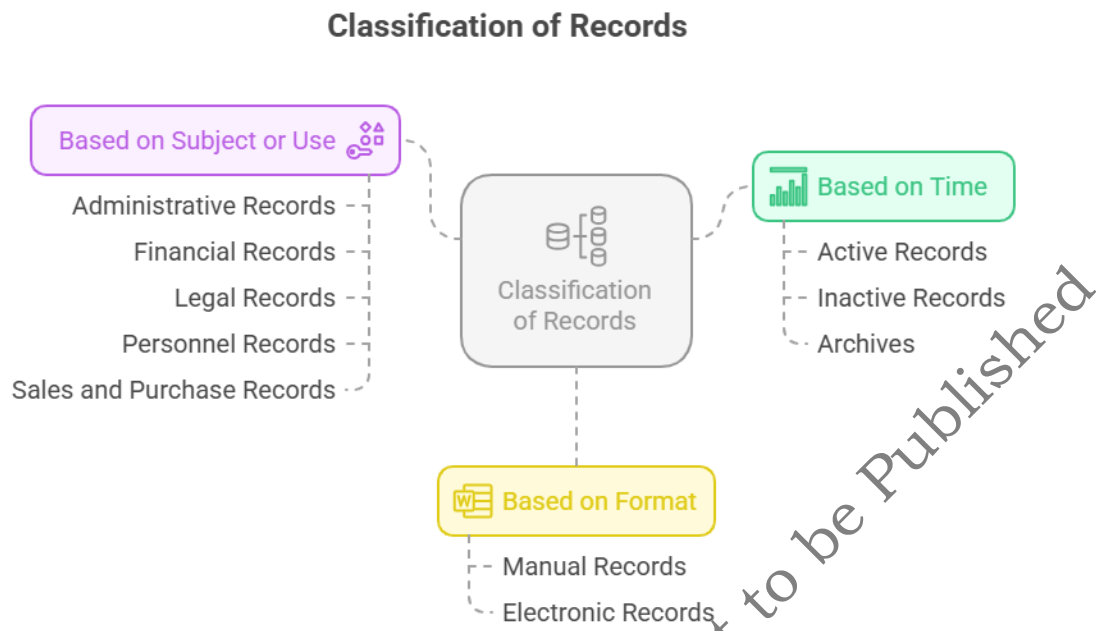 Classification of Records
Based on Subject or Use
Administrative Records
Financial Records
Legal Records
Personnel Records
Sales and Purchase Records
Classification
of Records
Based on Time
Active Records
Inactive Records
Archives
Based on Format
W
Manual Records
Electronic Records
to be Published